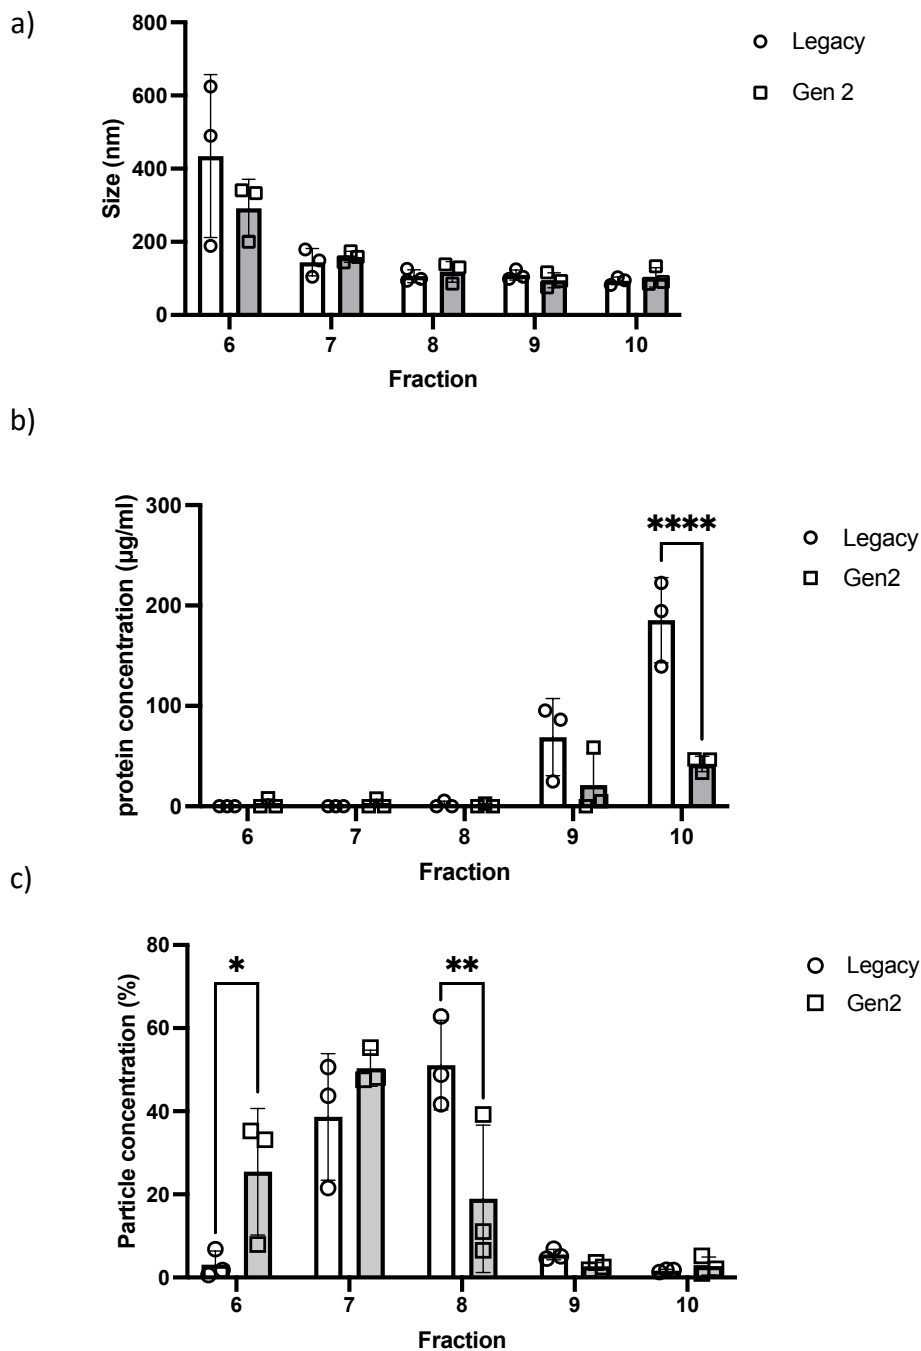 a)
Size (nm)
800
600
400
200
0
6 7 8 9 10
Fraction
Legacy
Gen 2
b)
protein concentration (µg/ml)
300
200
100
0
****
6 7 8 9 10
Fraction
Legacy
Gen2
c)
Particle concentration (%)
80
60
40
20
0
*
**
6 7 8 9 10
Fraction
Legacy
Gen2